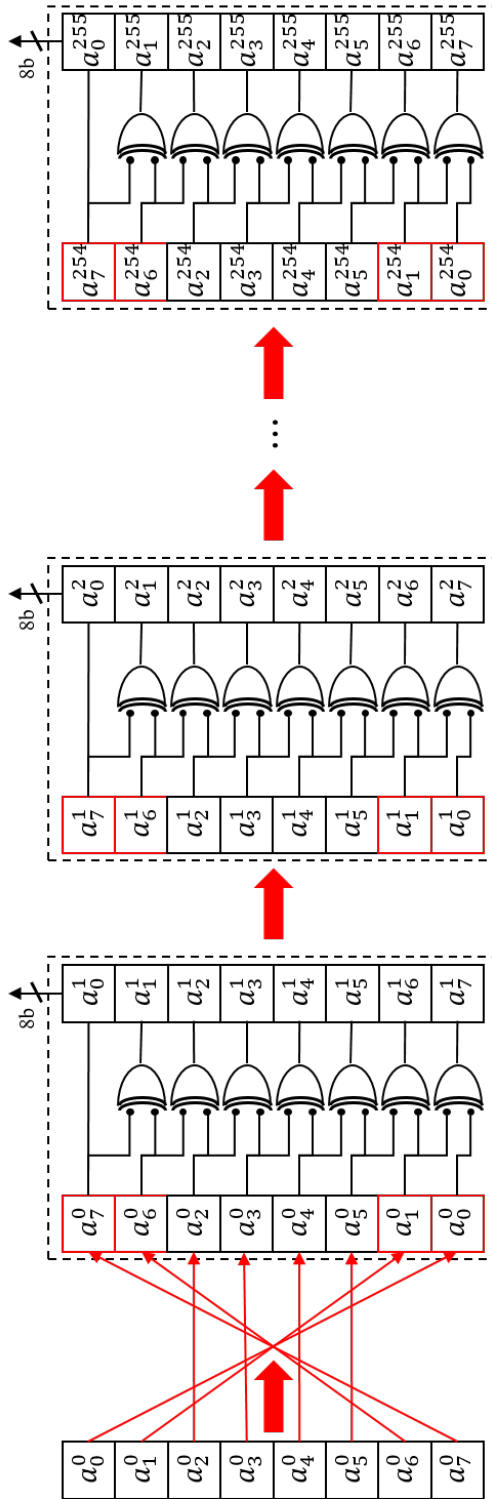 8b 8b 8b
a_0^0 a_7^0 a_0^1 a_7^1 a_0^2 a_7^254 a_0^255
a_1^0 a_6^0 a_1^1 a_6^1 a_1^2 a_6^254 a_1^255
a_2^0 a_2^0 a_2^1 a_2^1 a_2^2 a_2^254 a_2^255
a_3^0 a_3^0 a_3^1 a_3^1 a_3^2 a_3^254 a_3^255
…
a_4^0 a_4^0 a_4^1 a_4^1 a_4^2 a_4^254 a_4^255
a_5^0 a_5^0 a_5^1 a_5^1 a_5^2 a_5^254 a_5^255
a_6^0 a_1^0 a_6^1 a_1^1 a_6^2 a_1^254 a_6^255
a_7^0 a_0^0 a_7^1 a_0^1 a_7^2 a_0^254 a_7^255